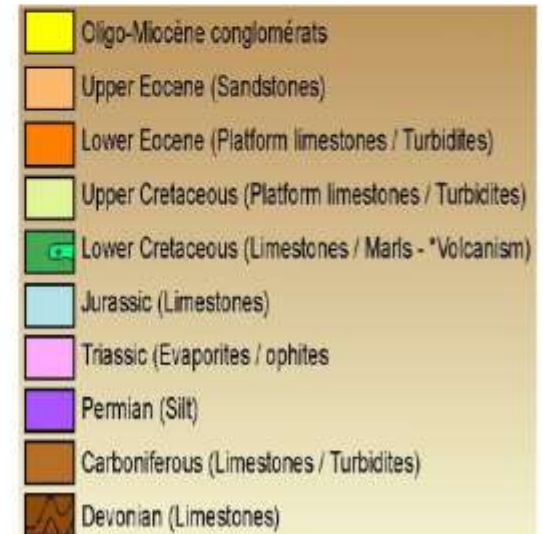 Oligo-Miocène conglomérats
Upper Eocene (Sandstones)
Lower Eocene (Platform limestones / Turbidites)
Upper Cretaceous (Platform limestones / Turbidites)
Lower Cretaceous (Limestones / Marls - *Volcanism)
Jurassic (Limestones)
Triassic (Evaporites / ophites
Permian (Silt)
Carboniferous (Limestones / Turbidites)
Devonian (Limestones)